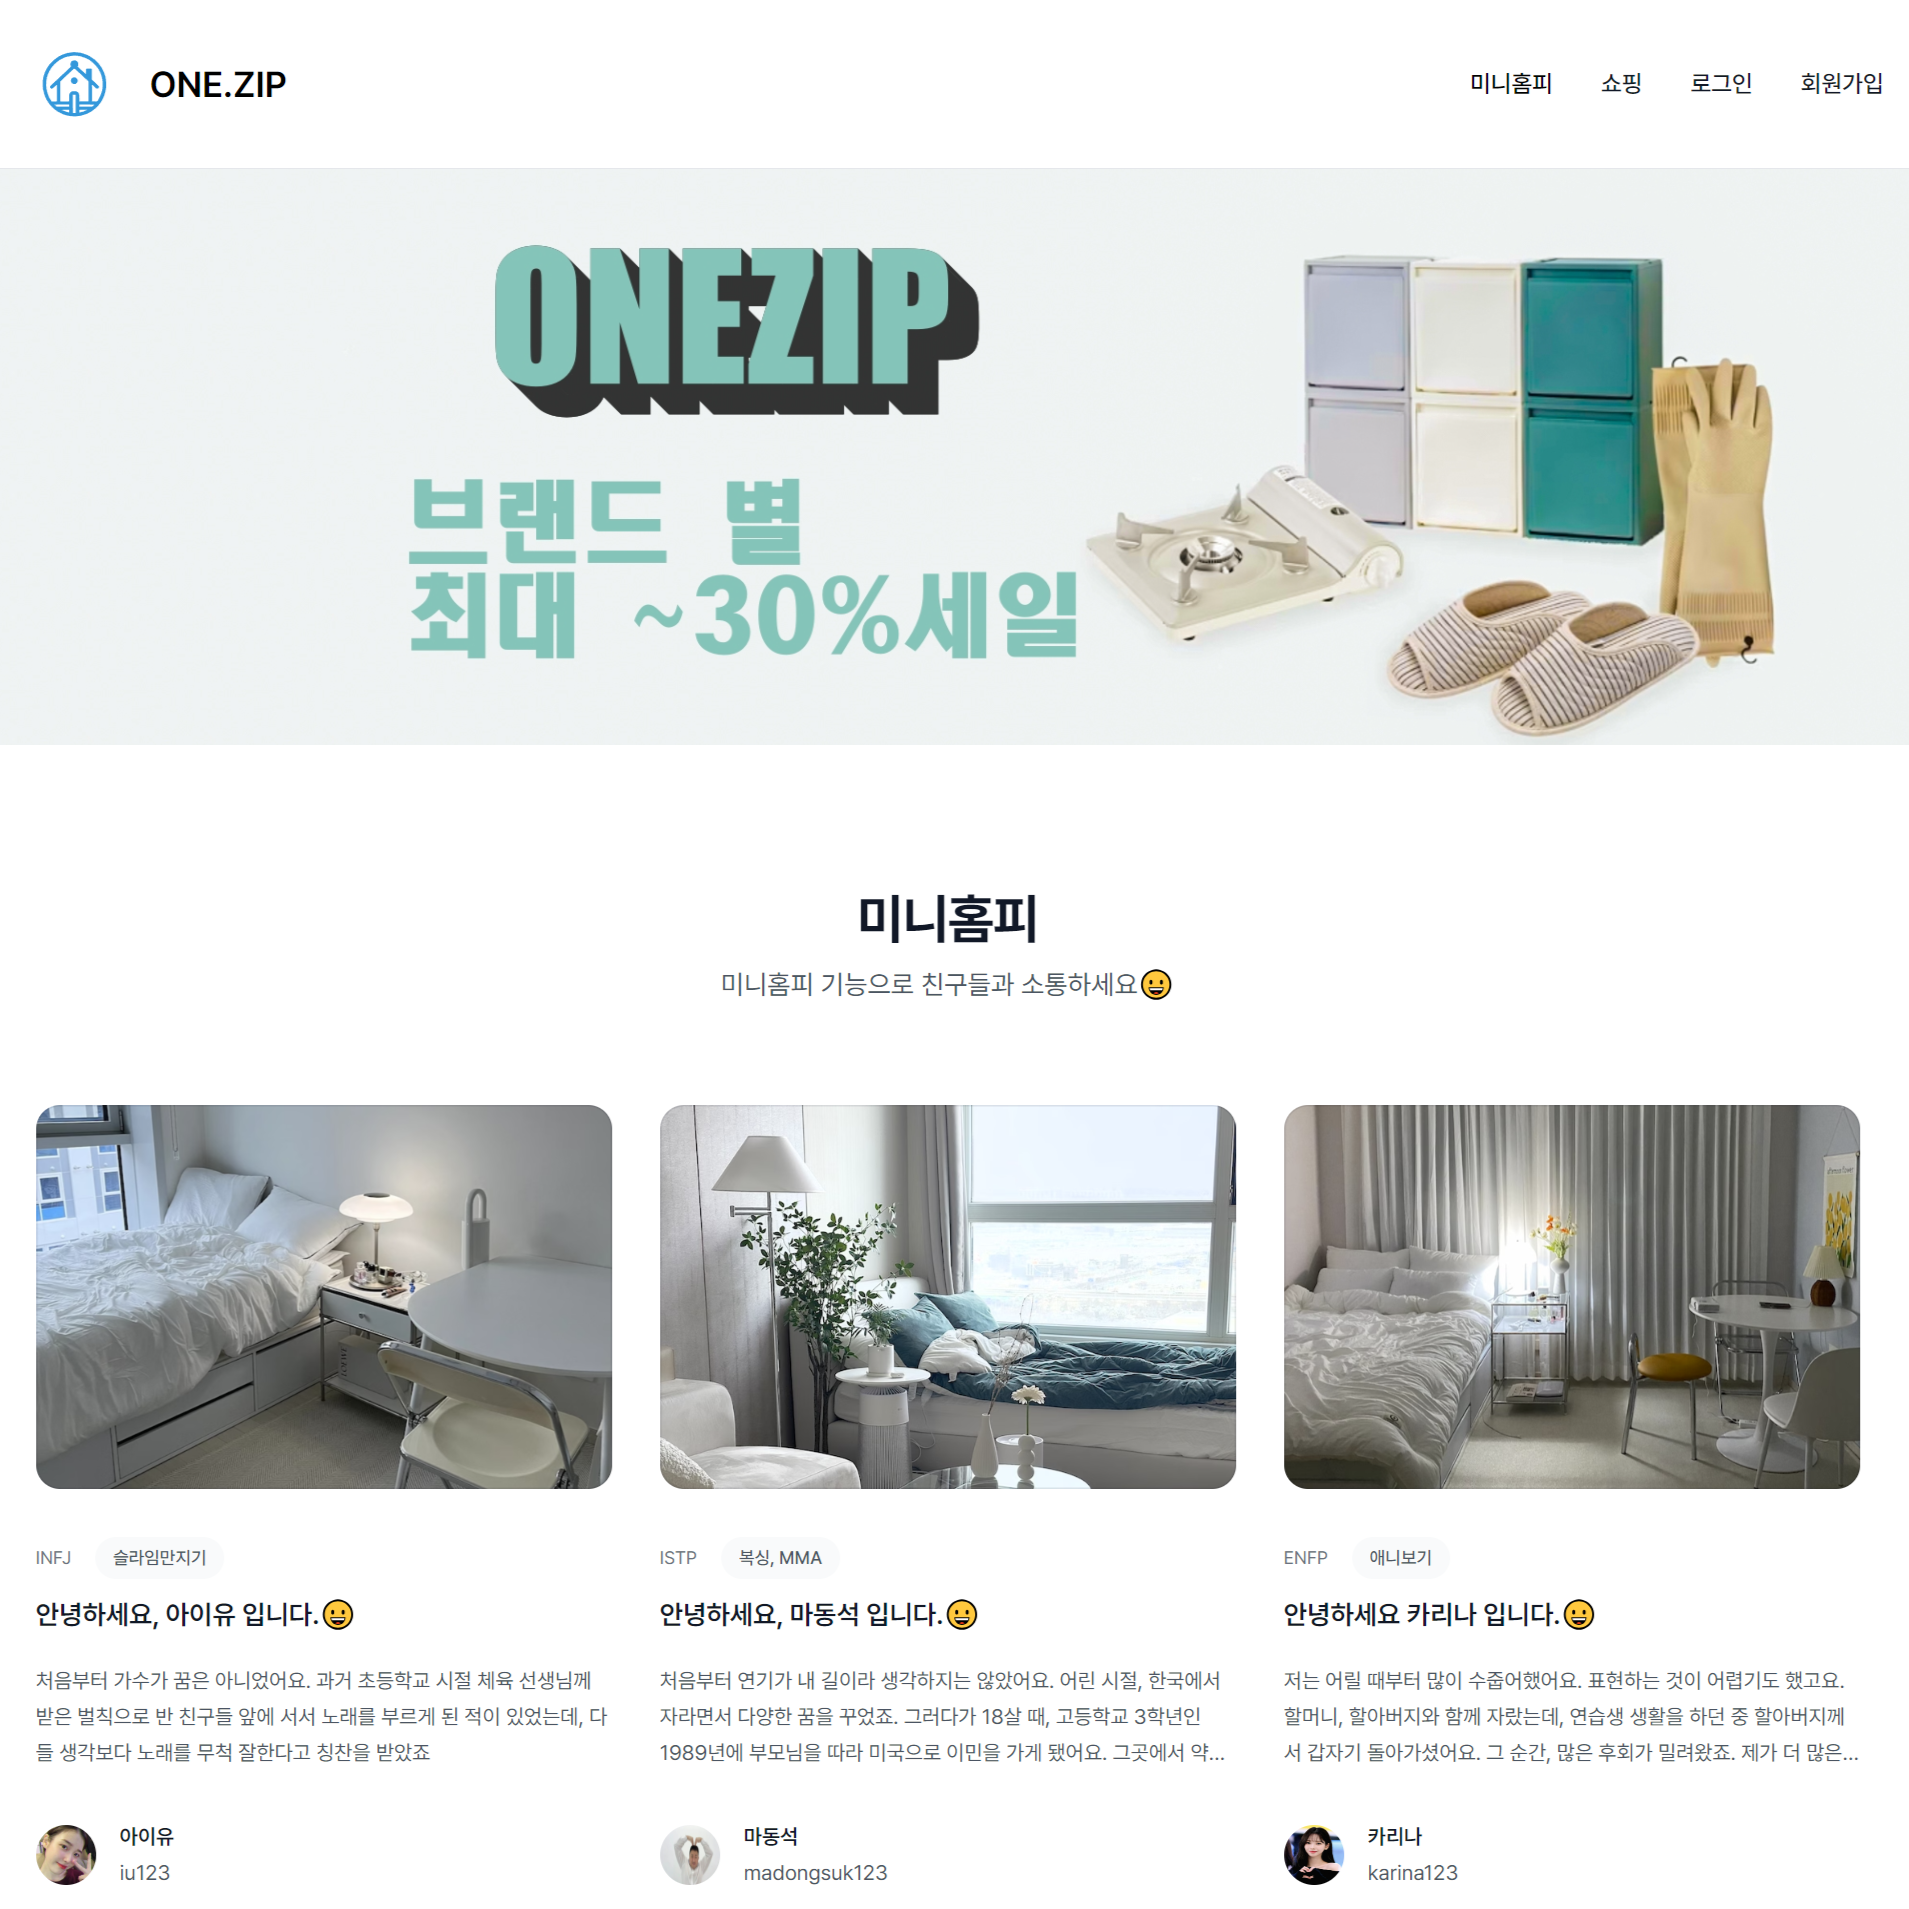 ONE.ZIP
미니홈피 쇼핑 로그인 회원가입
ONEZIP
브랜드 별
최대 ~30%세일
미니홈피
미니홈피 기능으로 친구들과 소통하세요😀
INFJ 슬라임만지기
안녕하세요, 아이유 입니다.😀
처음부터 가수가 꿈은 아니었어요. 과거 초등학교 시절 체육 선생님께
받은 벌칙으로 반 친구들 앞에 서서 노래를 부르게 된 적이 있었는데, 다
들 생각보다 노래를 무척 잘한다고 칭찬을 받았죠
아이유
iu123
ISTP 복싱, MMA
안녕하세요, 마동석 입니다.😀
처음부터 연기가 내 길이라 생각하지는 않았어요. 어린 시절, 한국에서
자라면서 다양한 꿈을 꾸었죠. 그러다가 18살 때, 고등학교 3학년인
1989년에 부모님을 따라 미국으로 이민을 가게 됐어요. 그곳에서 약...
마동석
madongsuk123
ENFP 애니보기
안녕하세요 카리나 입니다.😀
저는 어릴 때부터 많이 수줍어했어요. 표현하는 것이 어렵기도 했고요.
할머니, 할아버지와 함께 자랐는데, 연습생 생활을 하던 중 할아버지께
서 갑자기 돌아가셨어요. 그 순간, 많은 후회가 밀려왔죠. 제가 더 많은...
카리나
karina123